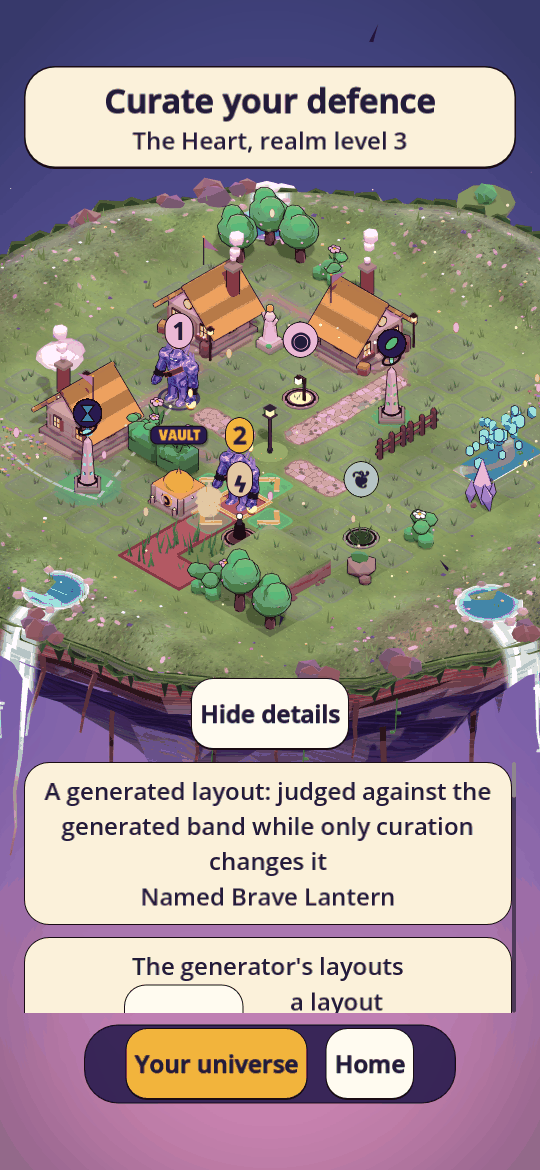 Curate your defence
The Heart, realm level 3
1
VAULT
2
Hide details
A generated layout: judged against the
generated band while only curation
changes it
Named Brave Lantern
The generator's layouts
a layout
Your universe
Home